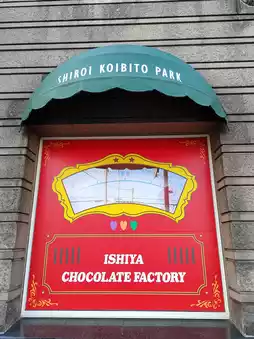 SHIROI KOIBITO PARK
ISHIYA
CHOCOLATE FACTORY